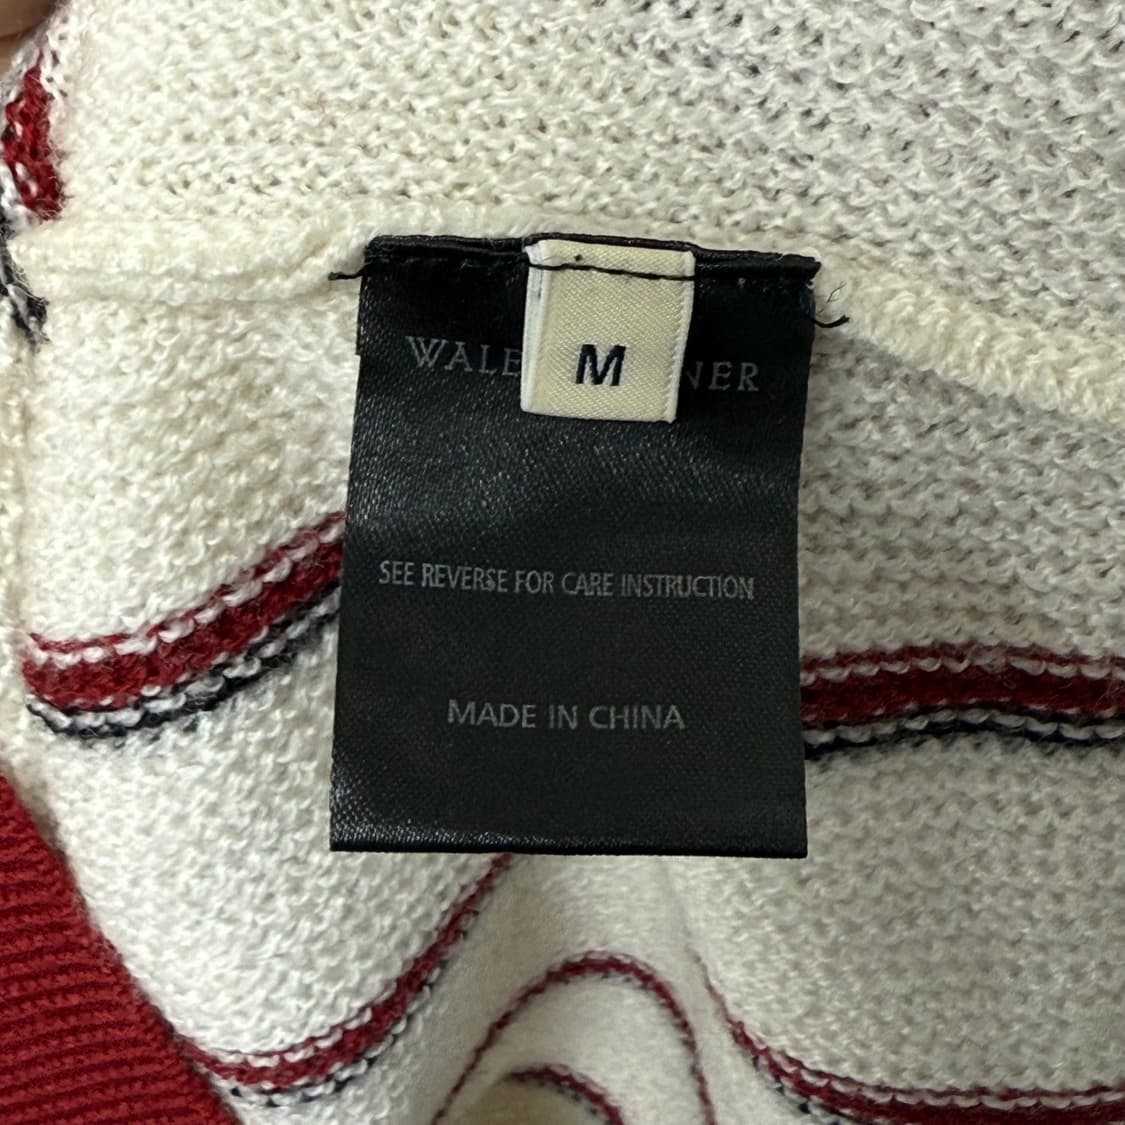 WALE NER
M
SEE REVERSE FOR CARE INSTRUCTION
MADE IN CHINA